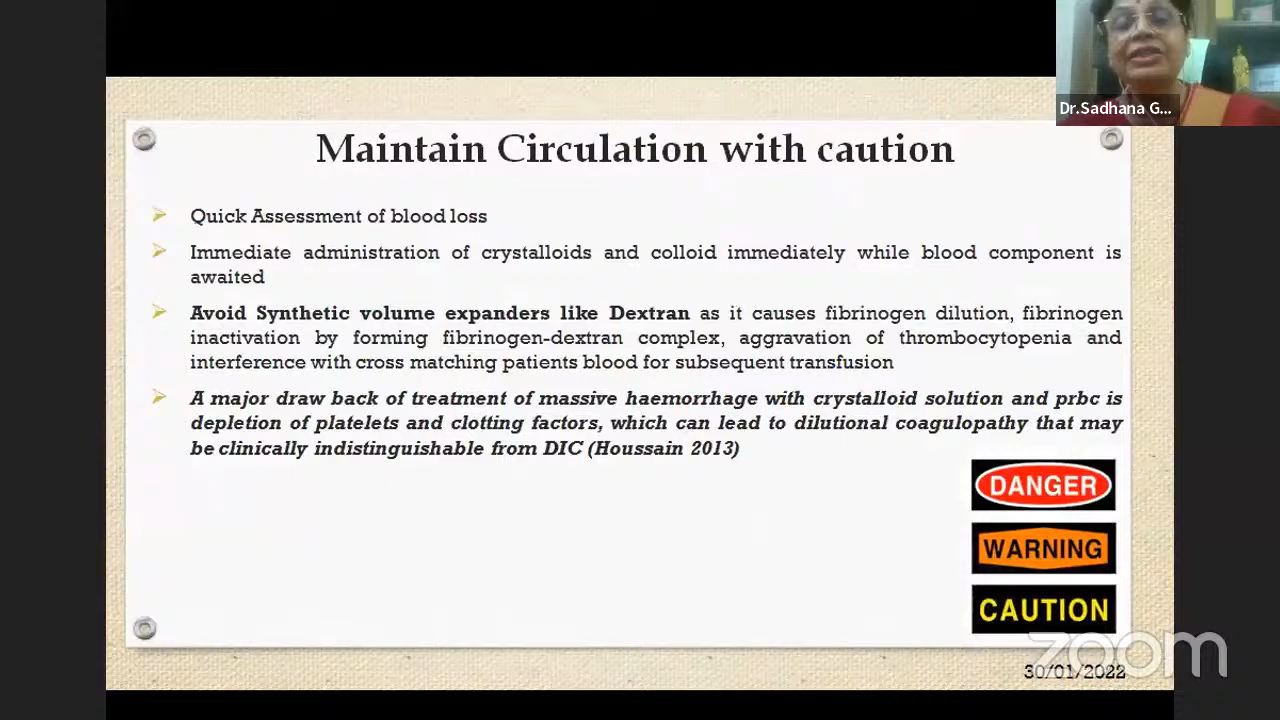 Dr.Sadhana G...
Maintain Circulation with caution
Quick Assessment of blood loss
Immediate administration of crystalloids and colloid immediately while blood component is
awaited
Avoid Synthetic volume expanders like Dextran as it causes fibrinogen dilution, fibrinogen
inactivation by forming fibrinogen-dextran complex, aggravation of thrombocytopenia and
interference with cross matching patients blood for subsequent transfusion
A major draw back of treatment of massive haemorrhage with crystalloid solution and prbc is
depletion of platelets and clotting factors, which can lead to dilutional coagulopathy that may
be clinically indistinguishable from DIC (Houssain 2013)
DANGER
WARNING
CAUTION
zoom
30/01/2022